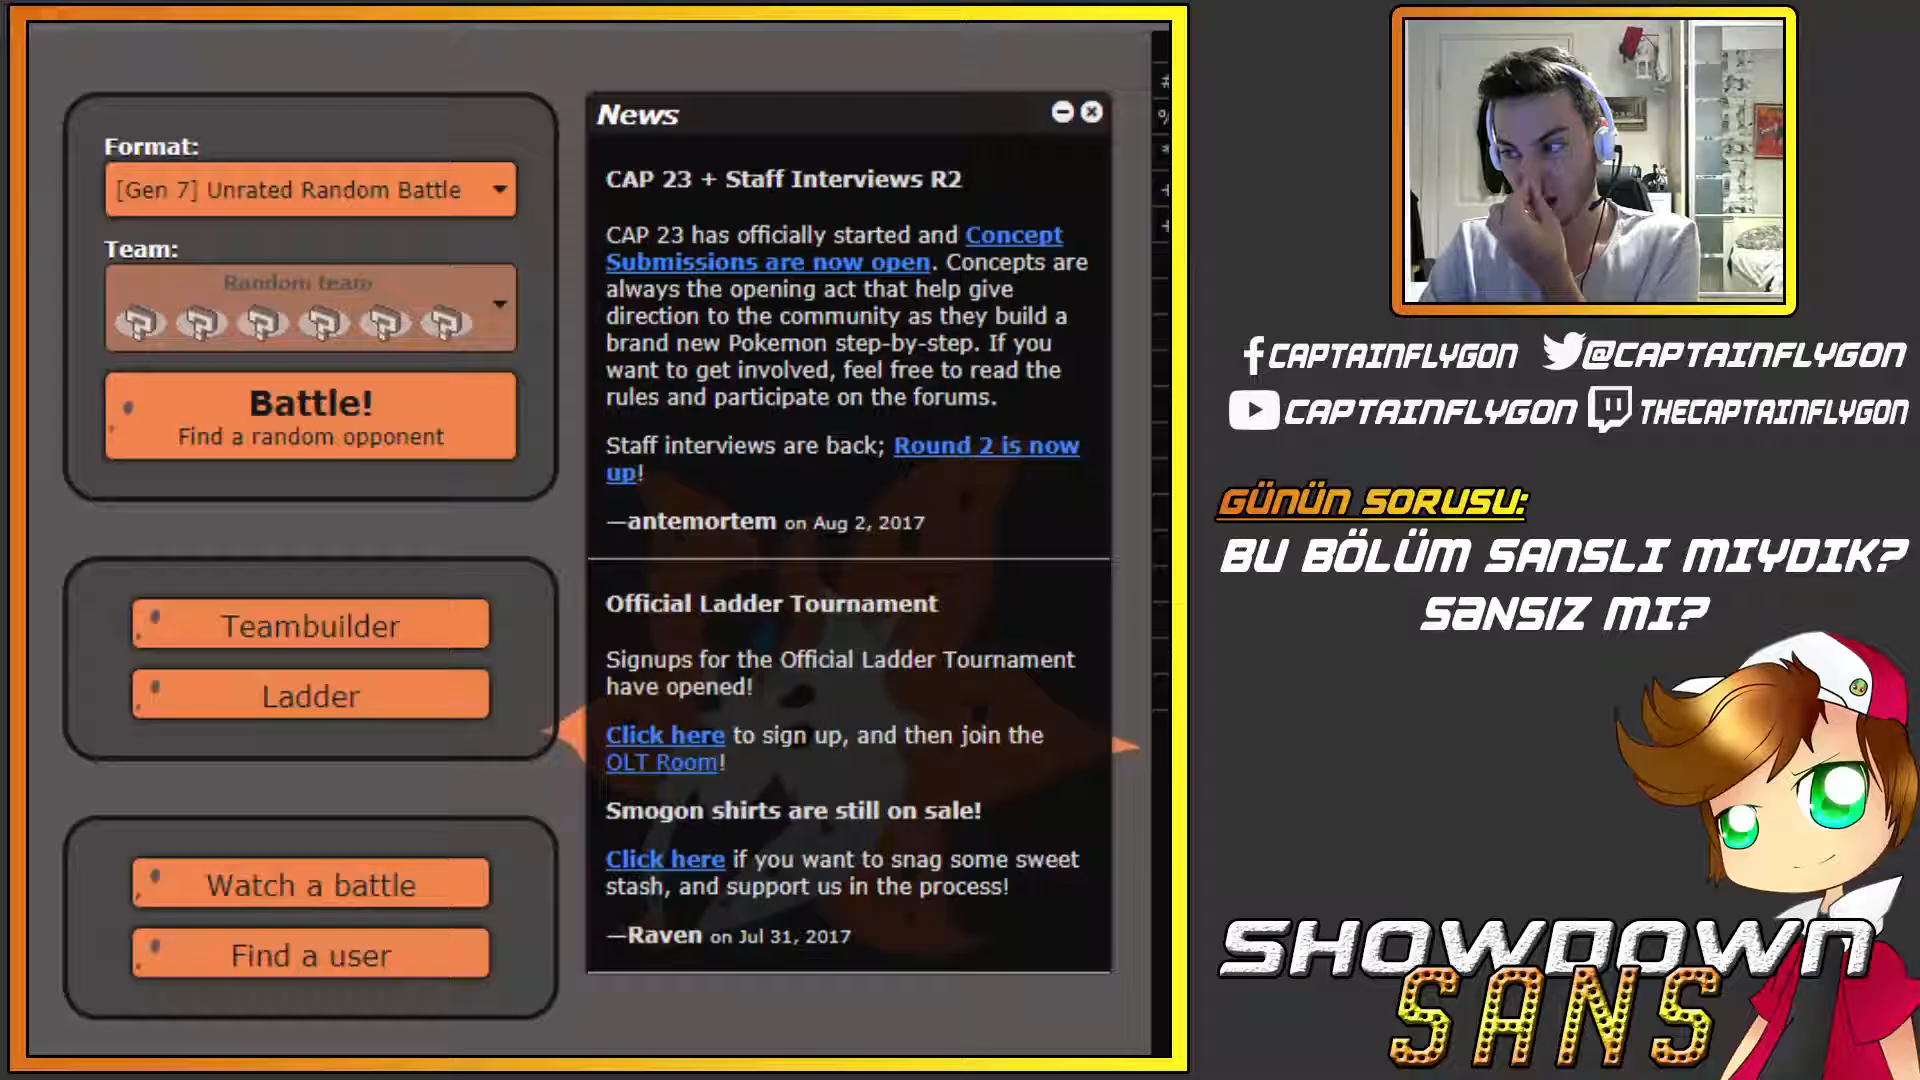 Format:
[Gen 7] Unrated Random Battle
Team:
Random team
Battle!
Find a random opponent
Teambuilder
Ladder
Watch a battle
Find a user
News
CAP 23 + Staff Interviews R2
CAP 23 has officially started and Concept
Submissions are now open. Concepts are
always the opening act that help give
direction to the community as they build a
brand new Pokemon step-by-step. If you
want to get involved, feel free to read the
rules and participate on the forums.
Staff interviews are back; Round 2 is now
up!
—antemortem on Aug 2, 2017
Official Ladder Tournament
Signups for the Official Ladder Tournament
have opened!
Click here to sign up, and then join the
OLT Room!
Smogon shirts are still on sale!
Click here if you want to snag some sweet
stash, and support us in the process!
—Raven on Jul 31, 2017
CAPTAINFLYGON @CAPTAINFLYGON
CAPTAINFLYGON THECAPTAINFLYGON
GÜNÜN SORUSU:
BU BÖLÜM SANSLI MIYDIK?
SANSIZ MI?
SHOWDOWN
SANS